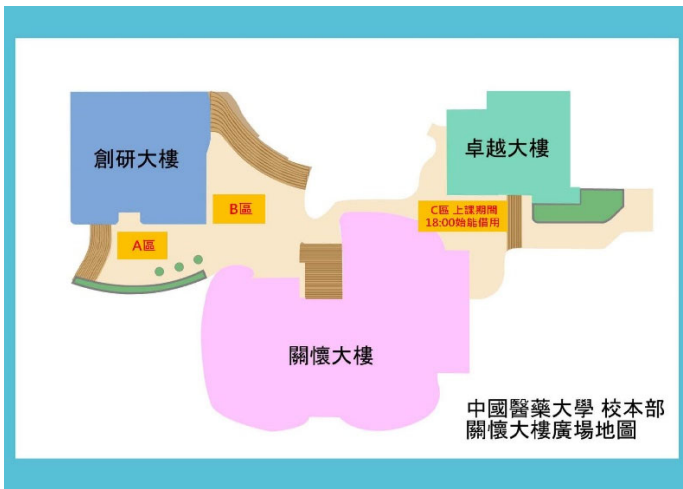 創研大樓
卓越大樓
B區
C區 上課期間
18:00始能借用
A區
關懷大樓
中國醫藥大學 校本部
關懷大樓廣場地圖